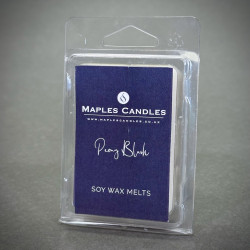 MAPLES CANDLES
WWW.MAPLESCANDLES.CO.UK
Peony Blush
SOY WAX MELTS